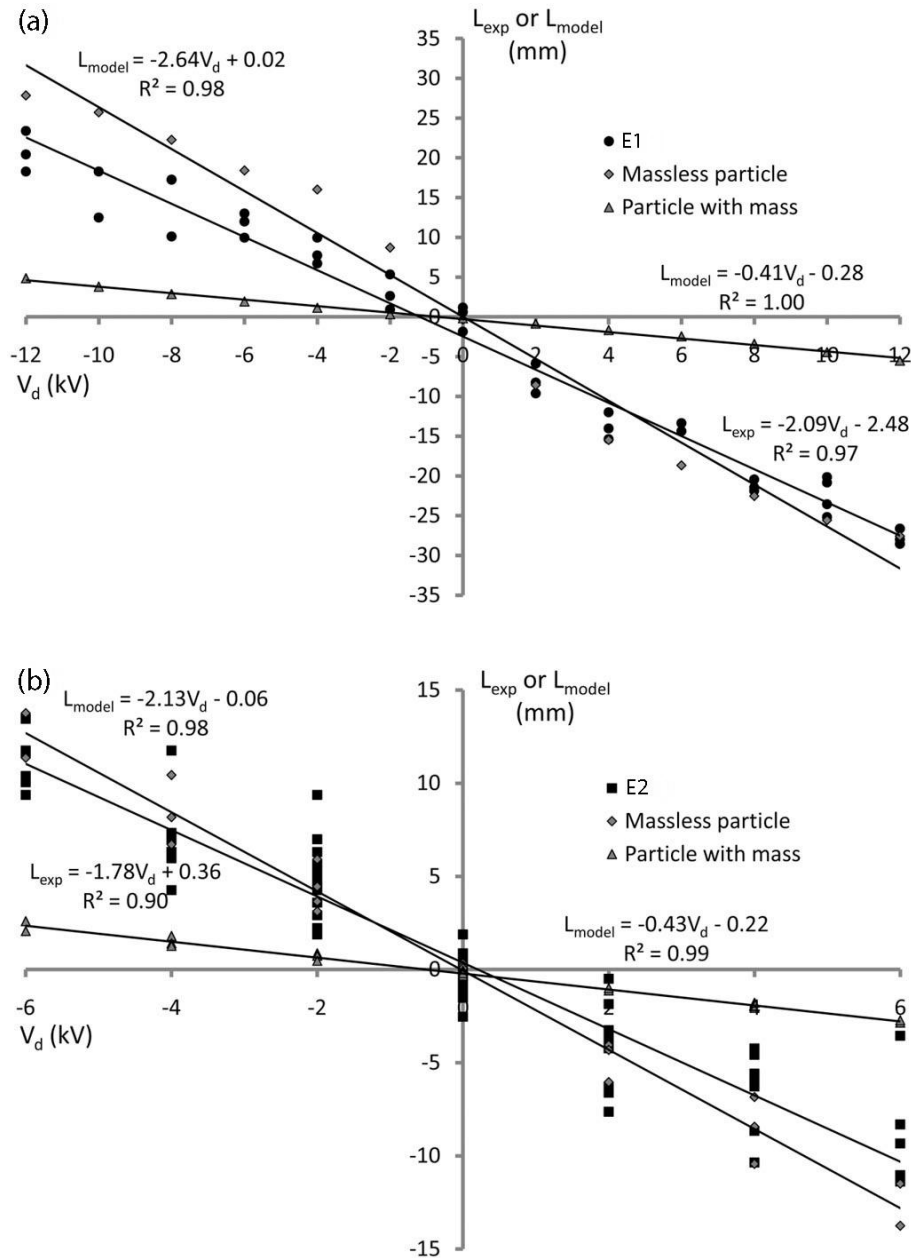 (a)
L_exp or L_model
(mm)
L_model = -2.64V_d + 0.02
R² = 0.98
35
30
25
20
15
10
5
0
-5
-10
-15
-20
-25
-30
-35
E1
Massless particle
Particle with mass
L_model = -0.41V_d - 0.28
R² = 1.00
-12 -10 -8 -6 -4 -2 0 2 4 6 8 10 12
V_d (kV)
L_exp = -2.09V_d - 2.48
R² = 0.97
(b)
L_exp or L_model
(mm)
L_model = -2.13V_d - 0.06
R² = 0.98
15
10
5
0
-5
-10
-15
E2
Massless particle
Particle with mass
L_exp = -1.78V_d + 0.36
R² = 0.90
L_model = -0.43V_d - 0.22
R² = 0.99
-6 -4 -2 0 2 4 6
V_d (kV)